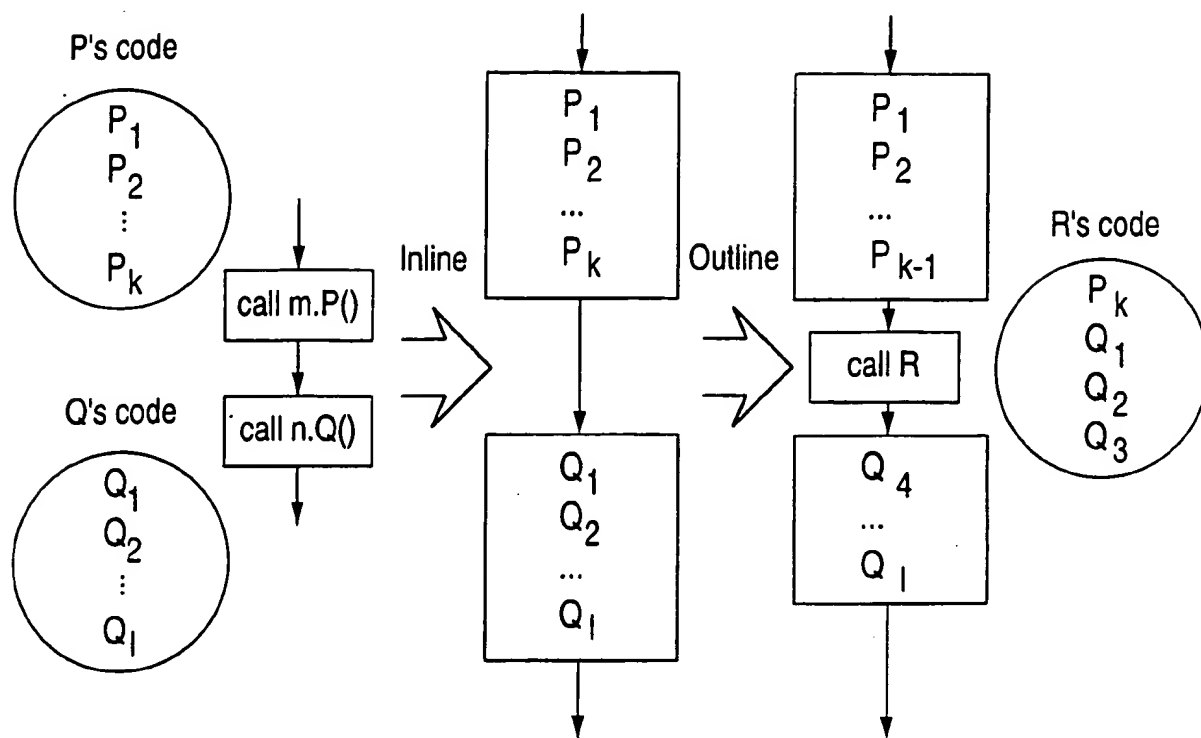 P's code
P1
P2
...
Pk
call m.P()
call n.Q()
Q's code
Q1
Q2
...
Ql
Inline
P1
P2
...
Pk
Q1
Q2
...
Ql
Outline
P1
P2
...
Pk-1
call R
Q4
...
Ql
R's code
Pk
Q1
Q2
Q3